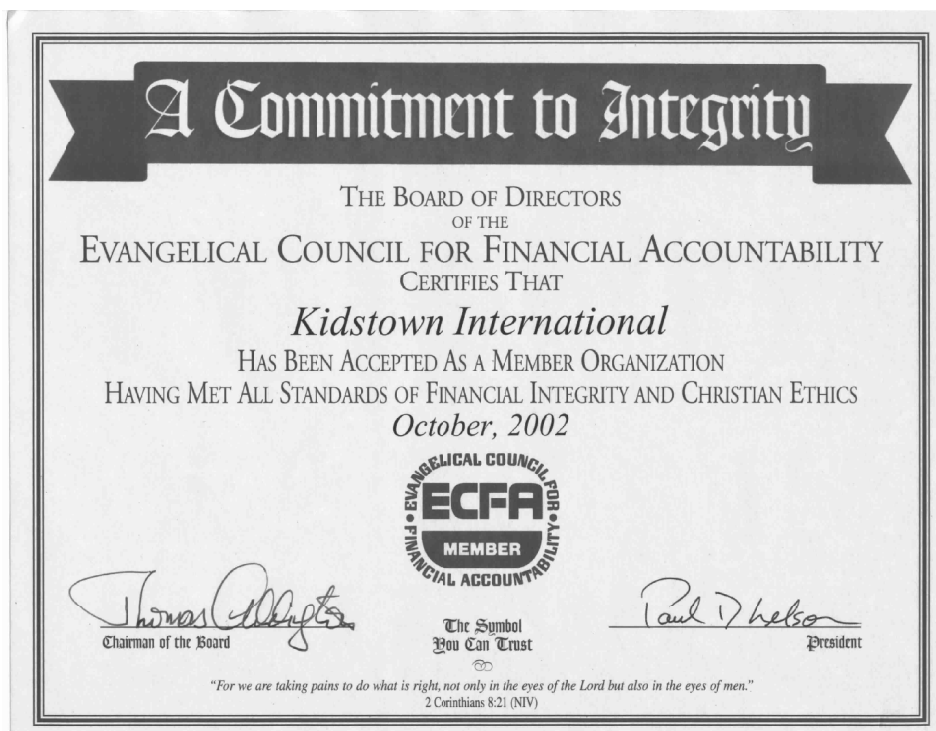 A Commitment to Integrity
THE BOARD OF DIRECTORS
OF THE
EVANGELICAL COUNCIL FOR FINANCIAL ACCOUNTABILITY
CERTIFIES THAT
Kidstown International
HAS BEEN ACCEPTED AS A MEMBER ORGANIZATION
HAVING MET ALL STANDARDS OF FINANCIAL INTEGRITY AND CHRISTIAN ETHICS
October, 2002
EVANGELICAL COUNCIL FOR
ECFA
MEMBER
FINANCIAL ACCOUNTABILITY
Thomas Addington
Chairman of the Board
The Symbol
You Can Trust
Paul D Nelson
President
"For we are taking pains to do what is right, not only in the eyes of the Lord but also in the eyes of men."
2 Corinthians 8:21 (NIV)